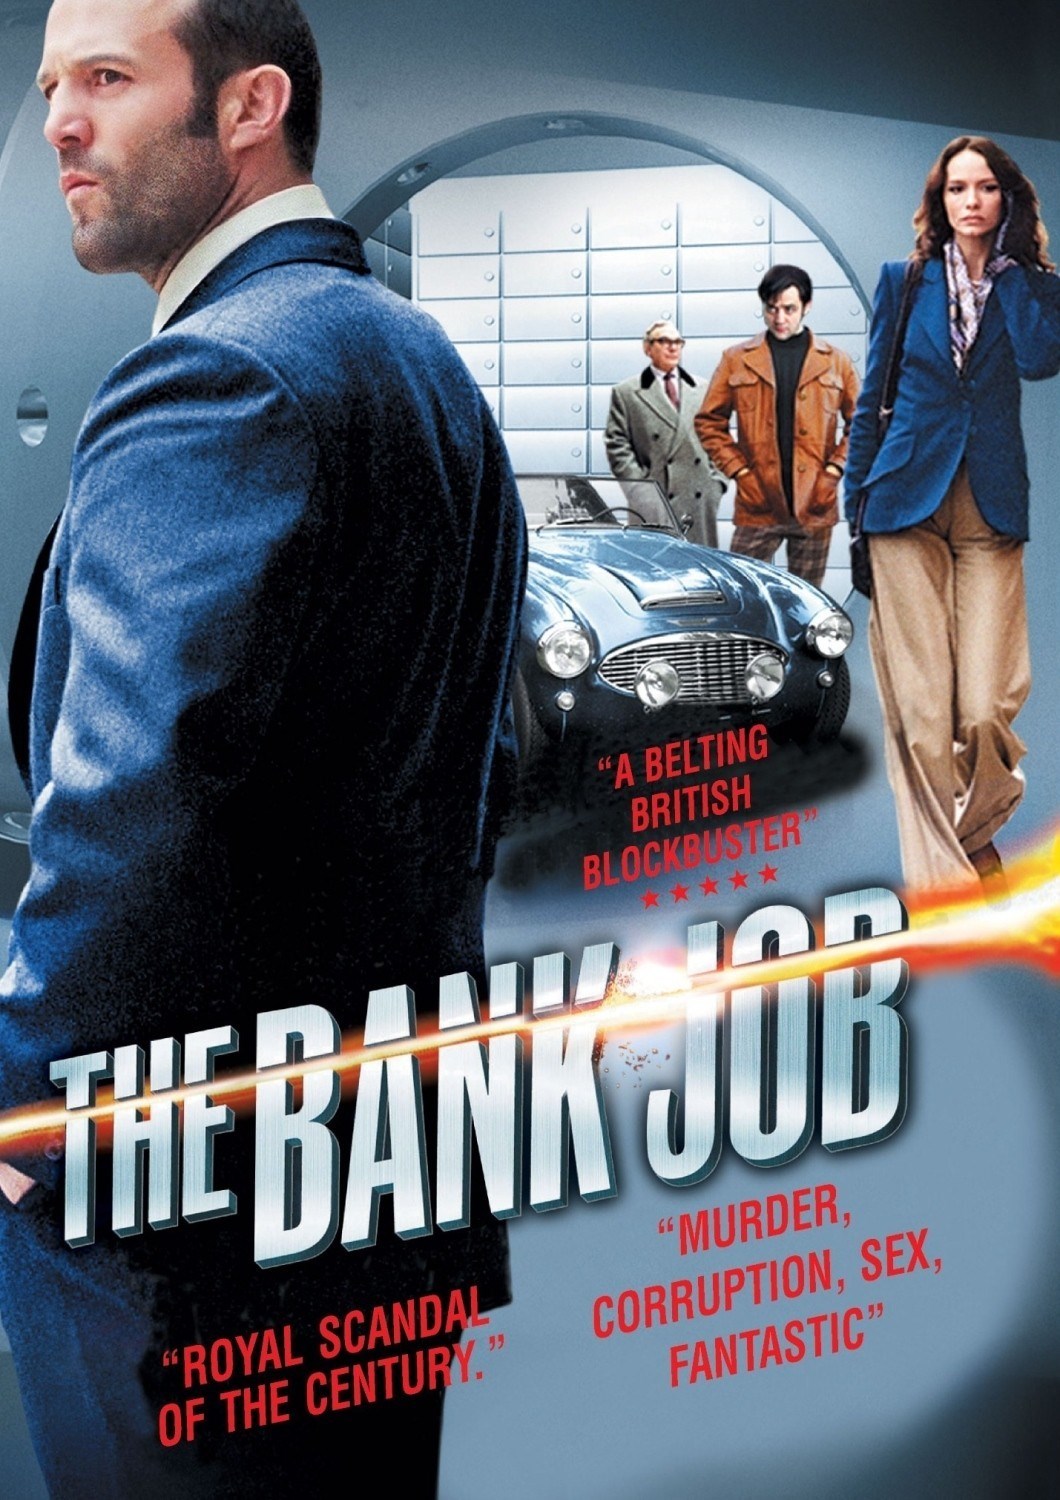 “A BELTING
BRITISH
BLOCKBUSTER”
★★★★★
THE BANK JOB
“MURDER,
CORRUPTION, SEX,
FANTASTIC”
“ROYAL SCANDAL
OF THE CENTURY.”